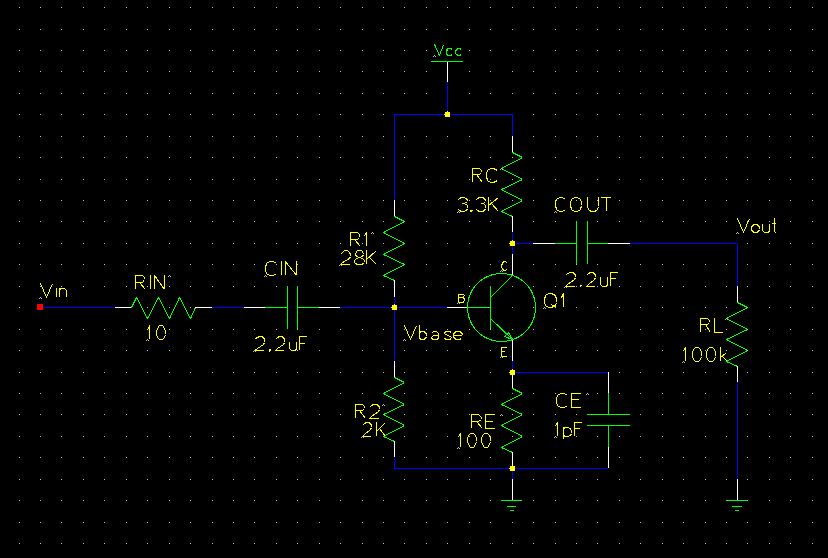 Vcc
RC
3.3K
COUT
2.2uF
Vout
R1
28K
C
B
Q1
E
Vin
RIN
10
CIN
2.2uF
Vbase
RL
100k
R2
2K
RE
100
CE
1pF